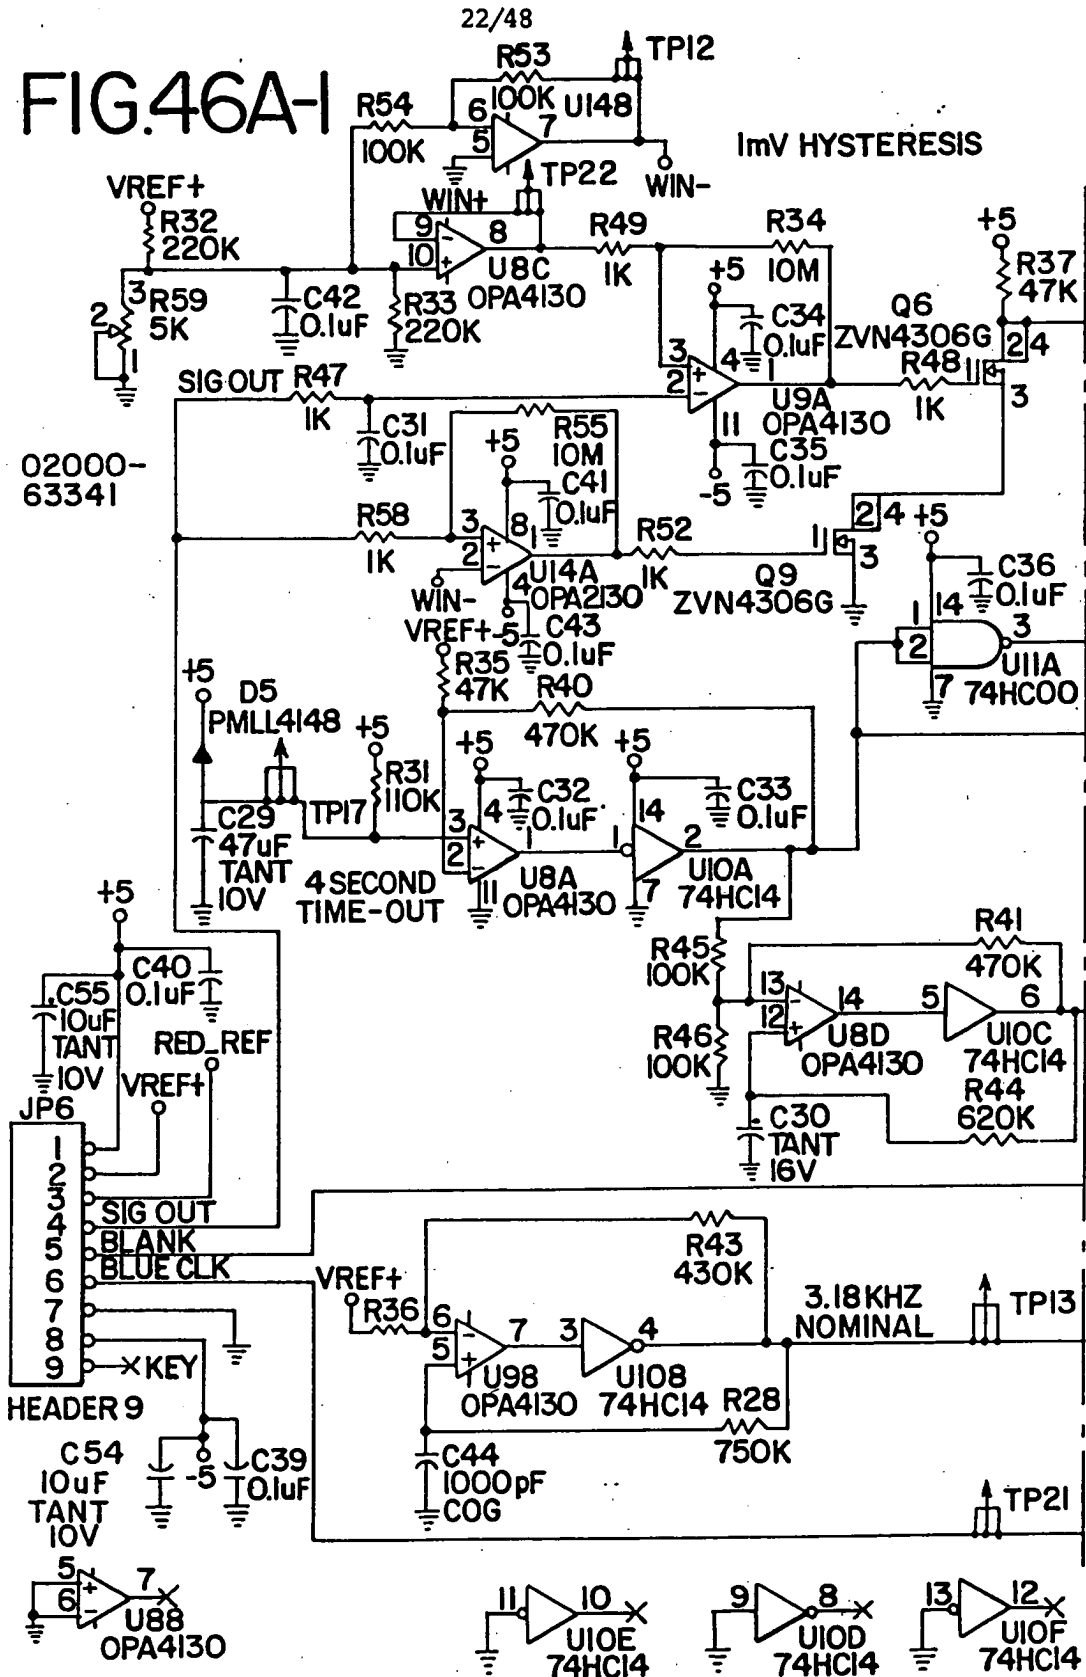 22/48
FIG.46A-1
R53
100K
TP12
R54
100K
6
5
7
U148
1mV HYSTERESIS
WIN-
TP22
WIN+
VREF+
R32
220K
9
10
8
U8C
OPA4130
R49
1K
R34
10M
+5
R37
47K
3
2
1
R59
5K
C42
0.1uF
R33
220K
+5
C34
0.1uF
Q6
ZVN4306G
2 4
1
3
SIG OUT
R47
1K
3
2
4
1
11
U9A
OPA4130
R48
1K
C31
0.1uF
R55
10M
C35
0.1uF
-5
02000-
63341
+5
C41
0.1uF
R58
1K
3
2
8
1
4
U14A
OPA2130
R52
1K
1
2 4
3
Q9
ZVN4306G
+5
C36
0.1uF
WIN-
VREF+
-5
C43
0.1uF
1
2
14
3
7
U11A
74HC00
R35
47K
R40
470K
+5
D5
PMLL4148
+5
R31
110K
+5
C32
0.1uF
+5
C33
0.1uF
TP17
C29
47uF
TANT
10V
3
2
4
1
11
U8A
OPA4130
1
14
2
7
U10A
74HC14
4 SECOND
TIME-OUT
+5
C40
0.1uF
C55
10uF
TANT
10V
RED_REF
VREF+
R45
100K
R46
100K
R41
470K
13
12
14
U8D
OPA4130
5
6
U10C
74HC14
R44
620K
C30
TANT
16V
JP6
1
2
3
4
5
6
7
8
9
SIG OUT
BLANK
BLUE CLK
KEY
HEADER 9
R43
430K
VREF+
R36
6
5
7
U98
OPA4130
3
4
U108
74HC14
3.18KHZ
NOMINAL
TP13
R28
750K
C44
1000pF
COG
C54
10uF
TANT
10V
-5
C39
0.1uF
TP21
5
6
7
U88
OPA4130
11
10
U10E
74HC14
9
8
U10D
74HC14
13
12
U10F
74HC14